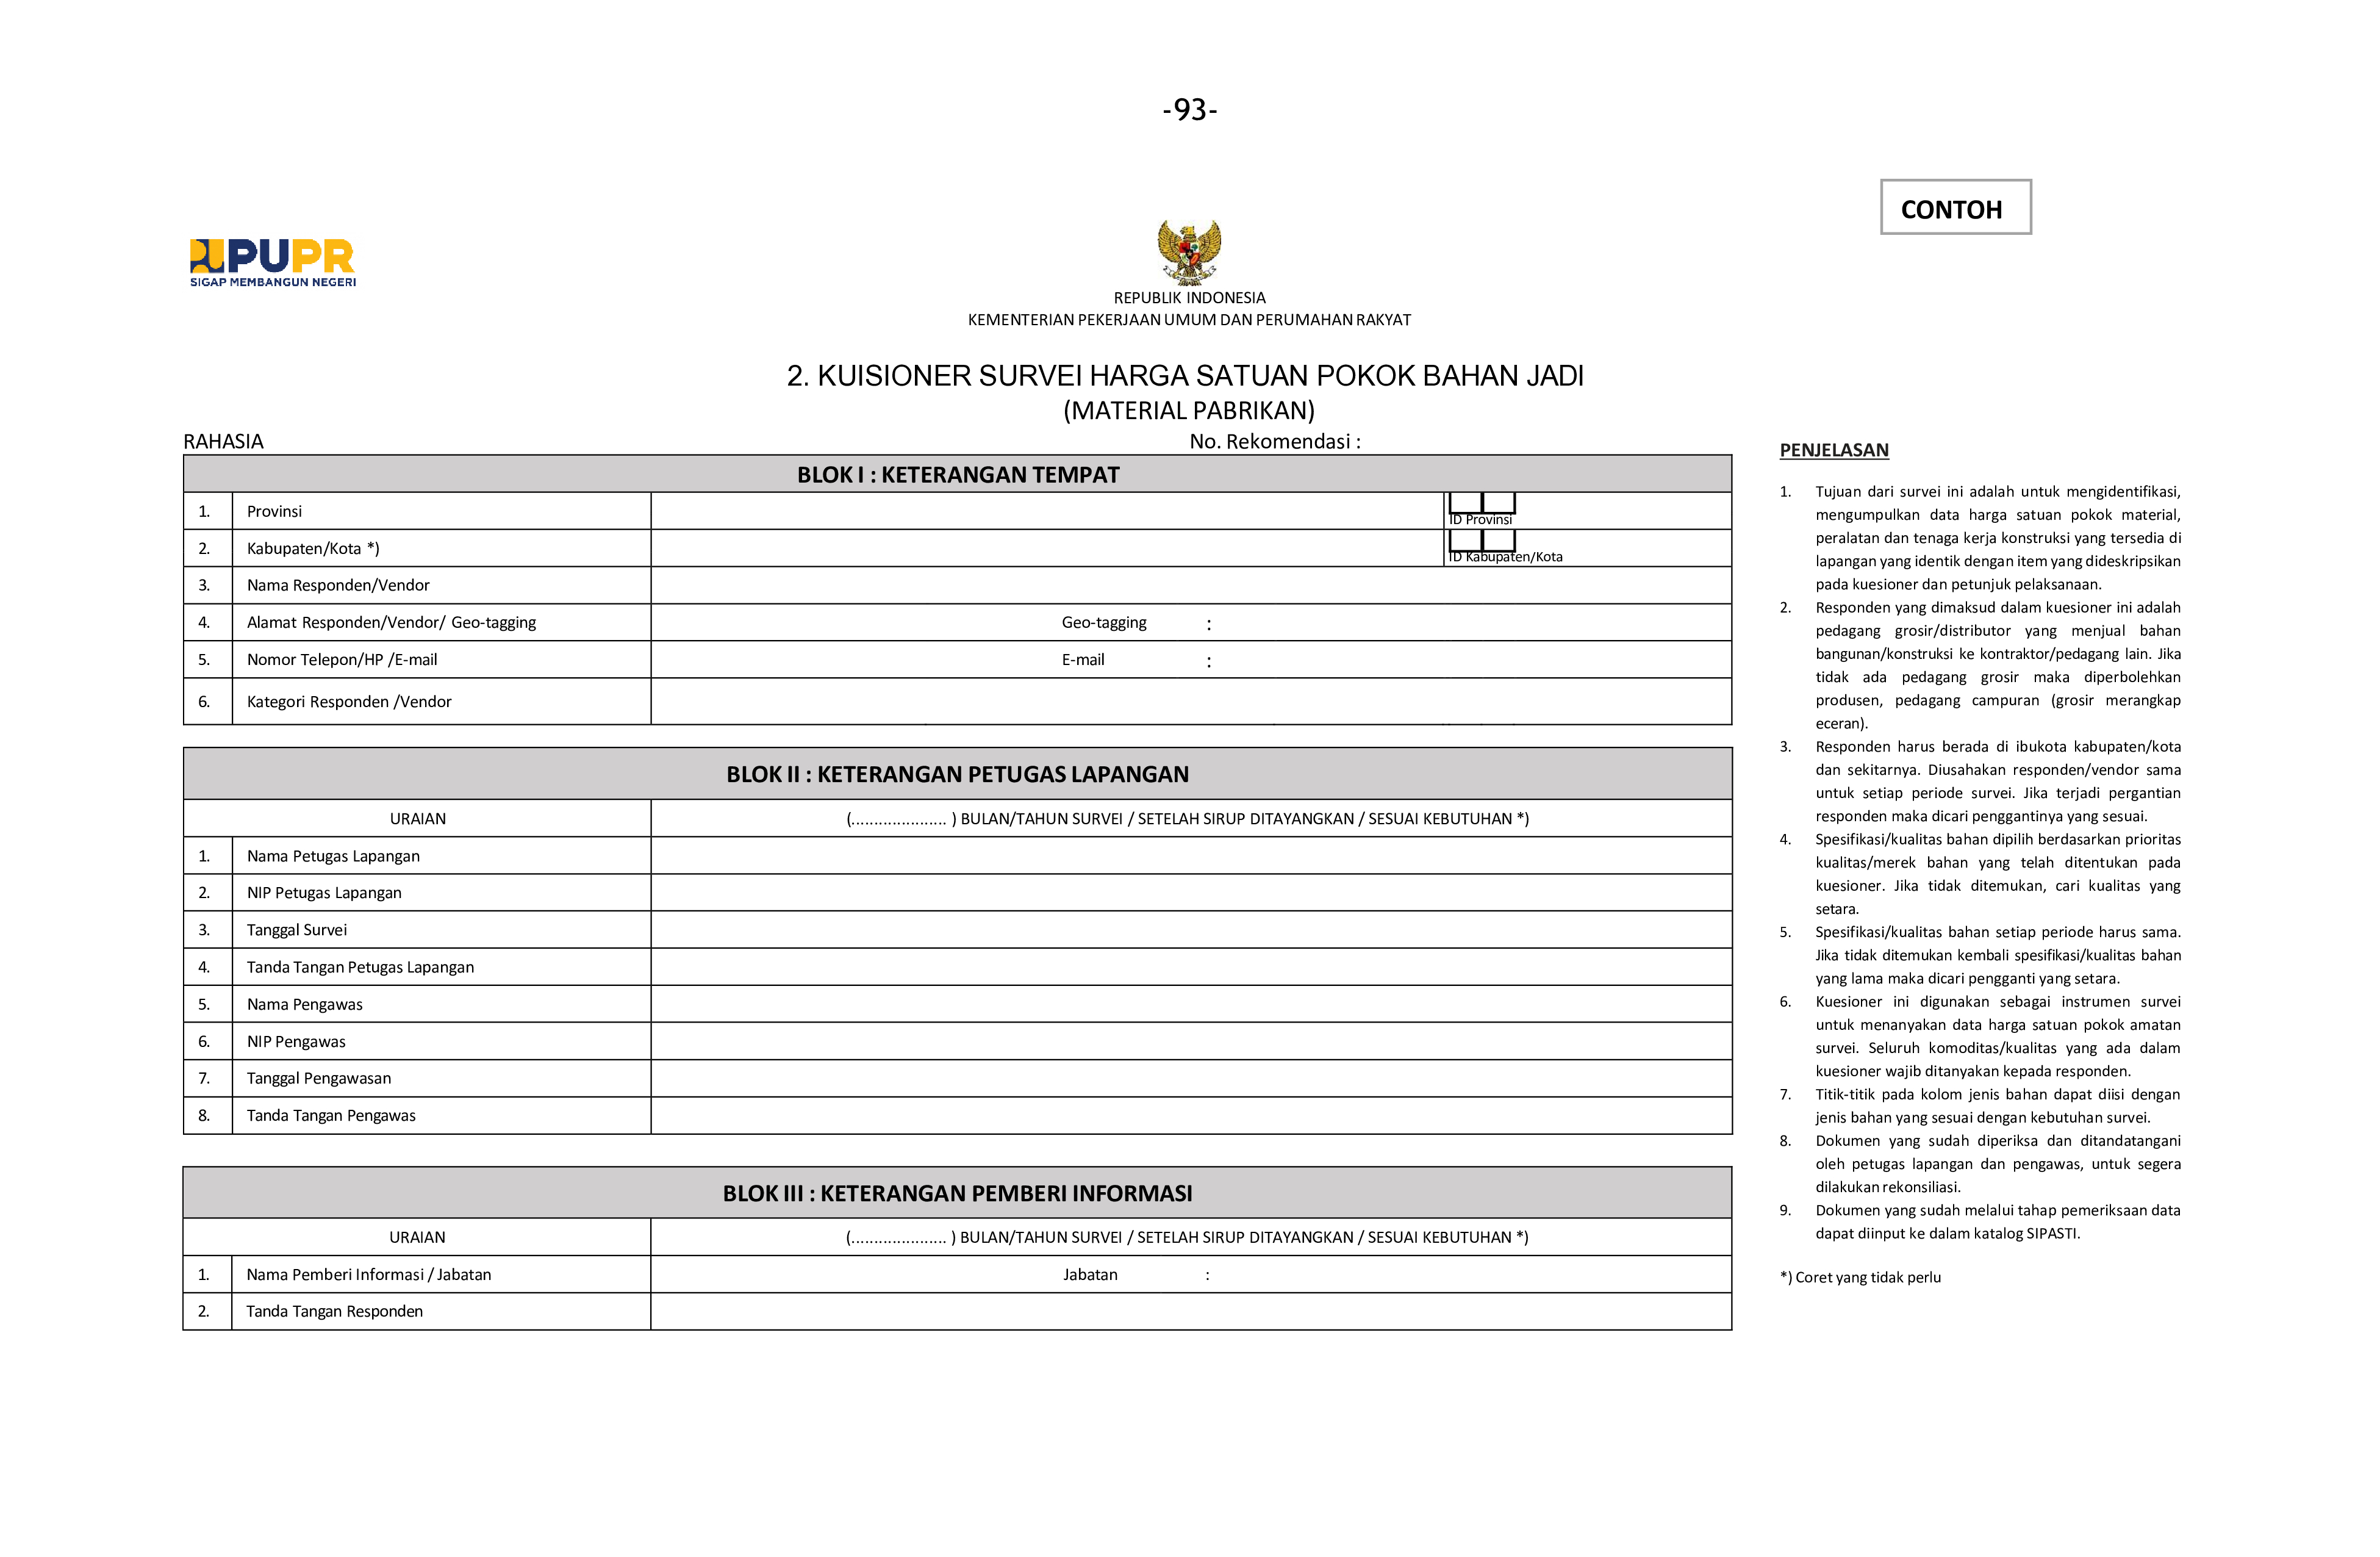 -93-
CONTOH
PUPR
SIGAP MEMBANGUN NEGERI
REPUBLIK INDONESIA
KEMENTERIAN PEKERJAAN UMUM DAN PERUMAHAN RAKYAT
2. KUISIONER SURVEI HARGA SATUAN POKOK BAHAN JADI
(MATERIAL PABRIKAN)
RAHASIA No. Rekomendasi :
BLOK I : KETERANGAN TEMPAT
1. Provinsi ID Provinsi
2. Kabupaten/Kota *) ID Kabupaten/Kota
3. Nama Responden/Vendor
4. Alamat Responden/Vendor/ Geo-tagging Geo-tagging :
5. Nomor Telepon/HP /E-mail E-mail :
6. Kategori Responden /Vendor
BLOK II : KETERANGAN PETUGAS LAPANGAN
URAIAN (..................... ) BULAN/TAHUN SURVEI / SETELAH SIRUP DITAYANGKAN / SESUAI KEBUTUHAN *)
1. Nama Petugas Lapangan
2. NIP Petugas Lapangan
3. Tanggal Survei
4. Tanda Tangan Petugas Lapangan
5. Nama Pengawas
6. NIP Pengawas
7. Tanggal Pengawasan
8. Tanda Tangan Pengawas
BLOK III : KETERANGAN PEMBERI INFORMASI
URAIAN (..................... ) BULAN/TAHUN SURVEI / SETELAH SIRUP DITAYANGKAN / SESUAI KEBUTUHAN *)
1. Nama Pemberi Informasi / Jabatan Jabatan :
2. Tanda Tangan Responden
PENJELASAN
1. Tujuan dari survei ini adalah untuk mengidentifikasi,
mengumpulkan data harga satuan pokok material,
peralatan dan tenaga kerja konstruksi yang tersedia di
lapangan yang identik dengan item yang dideskripsikan
pada kuesioner dan petunjuk pelaksanaan.
2. Responden yang dimaksud dalam kuesioner ini adalah
pedagang grosir/distributor yang menjual bahan
bangunan/konstruksi ke kontraktor/pedagang lain. Jika
tidak ada pedagang grosir maka diperbolehkan
produsen, pedagang campuran (grosir merangkap
eceran).
3. Responden harus berada di ibukota kabupaten/kota
dan sekitarnya. Diusahakan responden/vendor sama
untuk setiap periode survei. Jika terjadi pergantian
responden maka dicari penggantinya yang sesuai.
4. Spesifikasi/kualitas bahan dipilih berdasarkan prioritas
kualitas/merek bahan yang telah ditentukan pada
kuesioner. Jika tidak ditemukan, cari kualitas yang
setara.
5. Spesifikasi/kualitas bahan setiap periode harus sama.
Jika tidak ditemukan kembali spesifikasi/kualitas bahan
yang lama maka dicari pengganti yang setara.
6. Kuesioner ini digunakan sebagai instrumen survei
untuk menanyakan data harga satuan pokok amatan
survei. Seluruh komoditas/kualitas yang ada dalam
kuesioner wajib ditanyakan kepada responden.
7. Titik-titik pada kolom jenis bahan dapat diisi dengan
jenis bahan yang sesuai dengan kebutuhan survei.
8. Dokumen yang sudah diperiksa dan ditandatangani
oleh petugas lapangan dan pengawas, untuk segera
dilakukan rekonsiliasi.
9. Dokumen yang sudah melalui tahap pemeriksaan data
dapat diinput ke dalam katalog SIPASTI.
*) Coret yang tidak perlu